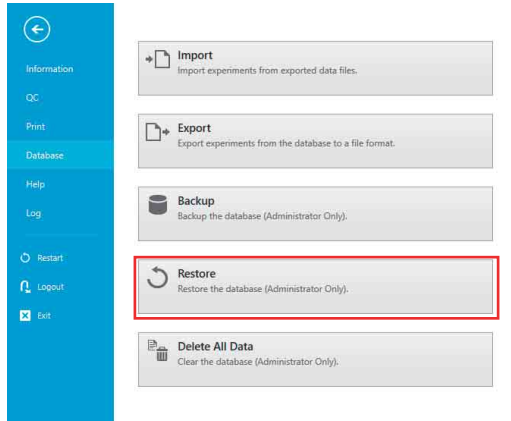 Information
QC
Print
Database
Help
Log
Restart
Logout
Exit
Import
Import experiments from exported data files.
Export
Export experiments from the database to a file format.
Backup
Backup the database (Administrator Only).
Restore
Restore the database (Administrator Only).
Delete All Data
Clear the database (Administrator Only).